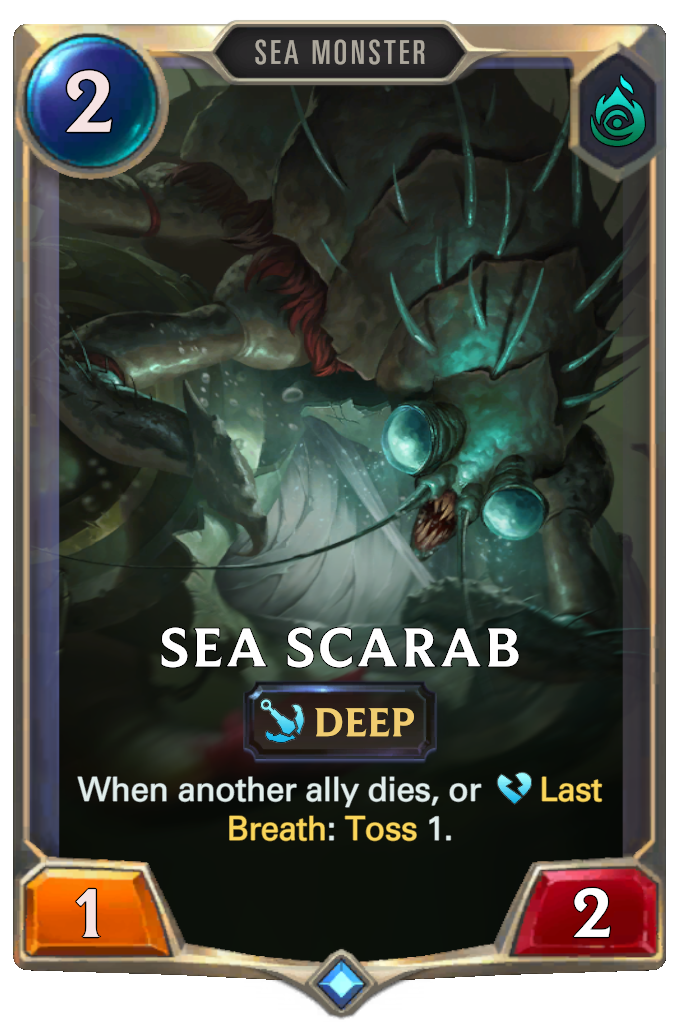 SEA MONSTER
2
SEA SCARAB
DEEP
When another ally dies, or Last
Breath: Toss 1.
1
2